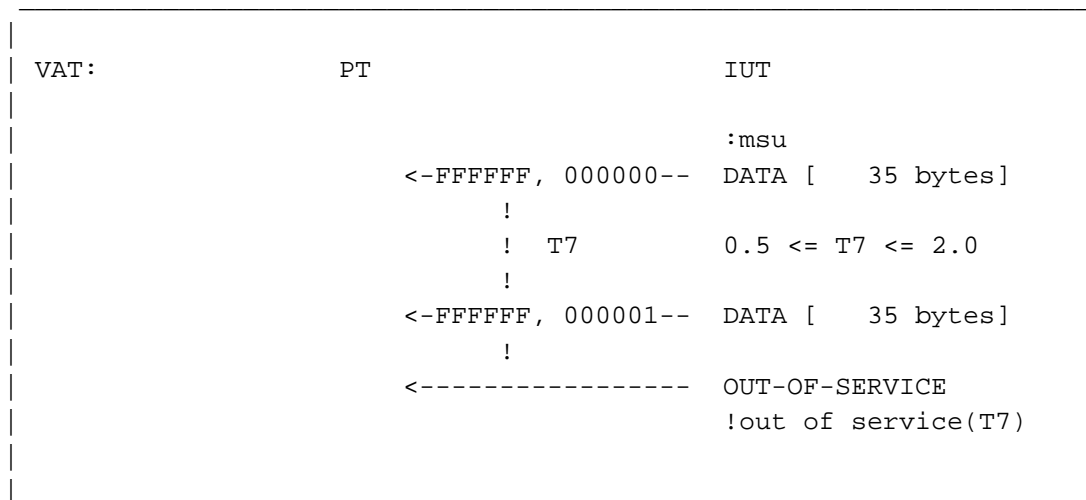 VAT: PT IUT
:msu
<-FFFFFF, 000000-- DATA [ 35 bytes]
!
! T7 0.5 <= T7 <= 2.0
!
<-FFFFFF, 000001-- DATA [ 35 bytes]
!
<----------------- OUT-OF-SERVICE
!out of service(T7)